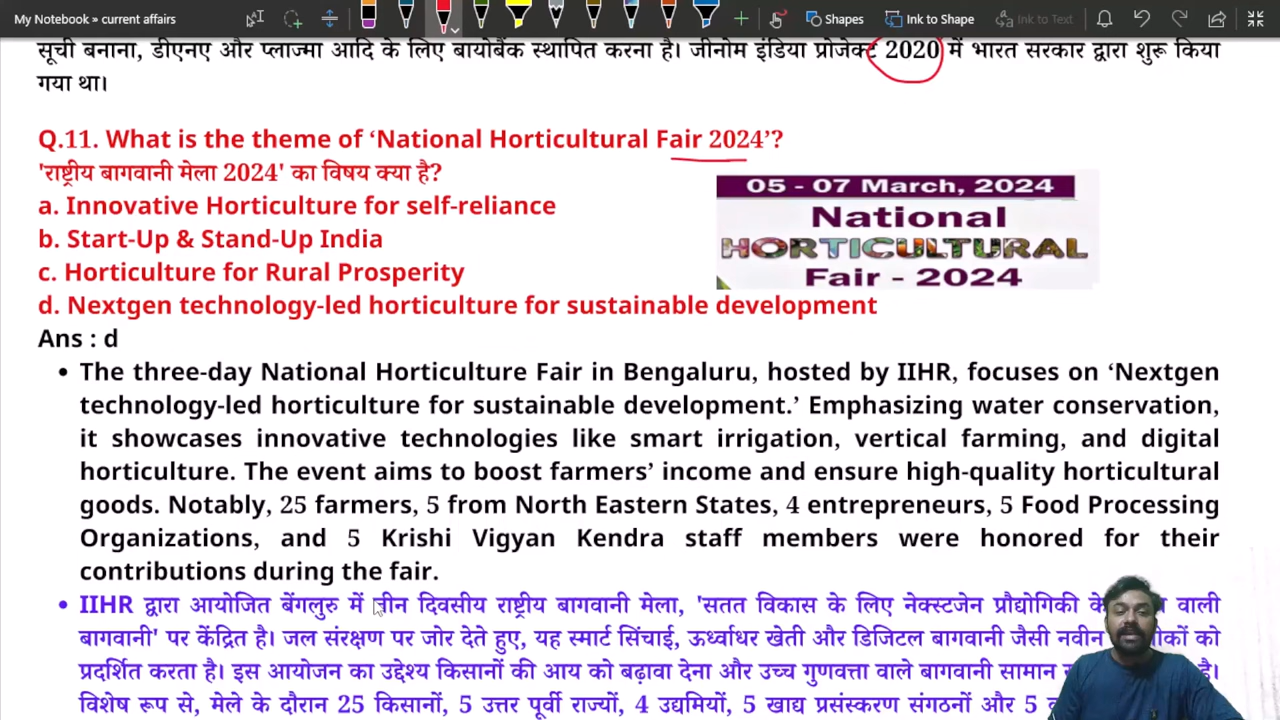 My Notebook » current affairs
Shapes
Ink to Shape
Ink to Text
सूची बनाना, डीएनए और प्लाज्मा आदि के लिए बायोबैंक स्थापित करना है। जीनोम इंडिया प्रोजेक्ट 2020 में भारत सरकार द्वारा शुरू किया
गया था।
Q.11. What is the theme of ‘National Horticultural Fair 2024’?
'राष्ट्रीय बागवानी मेला 2024' का विषय क्या है?
a. Innovative Horticulture for self-reliance
b. Start-Up & Stand-Up India
c. Horticulture for Rural Prosperity
d. Nextgen technology-led horticulture for sustainable development
05 - 07 March, 2024
National
HORTICULTURAL
Fair - 2024
Ans : d
• The three-day National Horticulture Fair in Bengaluru, hosted by IIHR, focuses on ‘Nextgen
technology-led horticulture for sustainable development.’ Emphasizing water conservation,
it showcases innovative technologies like smart irrigation, vertical farming, and digital
horticulture. The event aims to boost farmers’ income and ensure high-quality horticultural
goods. Notably, 25 farmers, 5 from North Eastern States, 4 entrepreneurs, 5 Food Processing
Organizations, and 5 Krishi Vigyan Kendra staff members were honored for their
contributions during the fair.
• IIHR द्वारा आयोजित बेंगलुरु में तीन दिवसीय राष्ट्रीय बागवानी मेला, 'सतत विकास के लिए नेक्स्टजेन प्रौद्योगिकी के वाली
बागवानी' पर केंद्रित है। जल संरक्षण पर जोर देते हुए, यह स्मार्ट सिंचाई, ऊर्ध्वाधर खेती और डिजिटल बागवानी जैसी नवीन को
प्रदर्शित करता है। इस आयोजन का उद्देश्य किसानों की आय को बढ़ावा देना और उच्च गुणवत्ता वाले बागवानी सामान है।
विशेष रूप से, मेले के दौरान 25 किसानों, 5 उत्तर पूर्वी राज्यों, 4 उद्यमियों, 5 खाद्य प्रसंस्करण संगठनों और 5